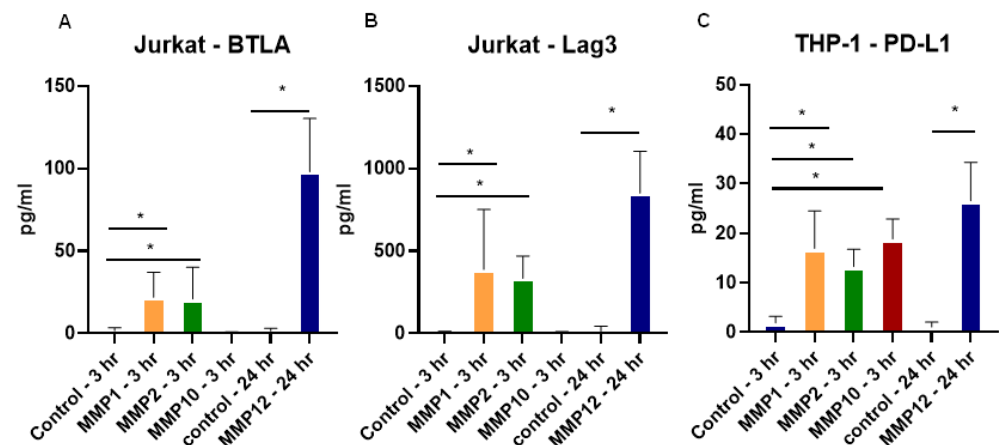 A
Jurkat - BTLA
pg/ml
150
100
50
0
*
*
*
Control - 3 hr
MMP1 - 3 hr
MMP2 - 3 hr
MMP10 - 3 hr
control - 24 hr
MMP12 - 24 hr
B
Jurkat - Lag3
pg/ml
1500
1000
500
0
*
*
*
Control - 3 hr
MMP1 - 3 hr
MMP2 - 3 hr
MMP10 - 3 hr
control - 24 hr
MMP12 - 24 hr
C
THP-1 - PD-L1
pg/ml
50
40
30
20
10
0
*
*
*
*
Control - 3 hr
MMP1 - 3 hr
MMP2 - 3 hr
MMP10 - 3 hr
control - 24 hr
MMP12 - 24 hr